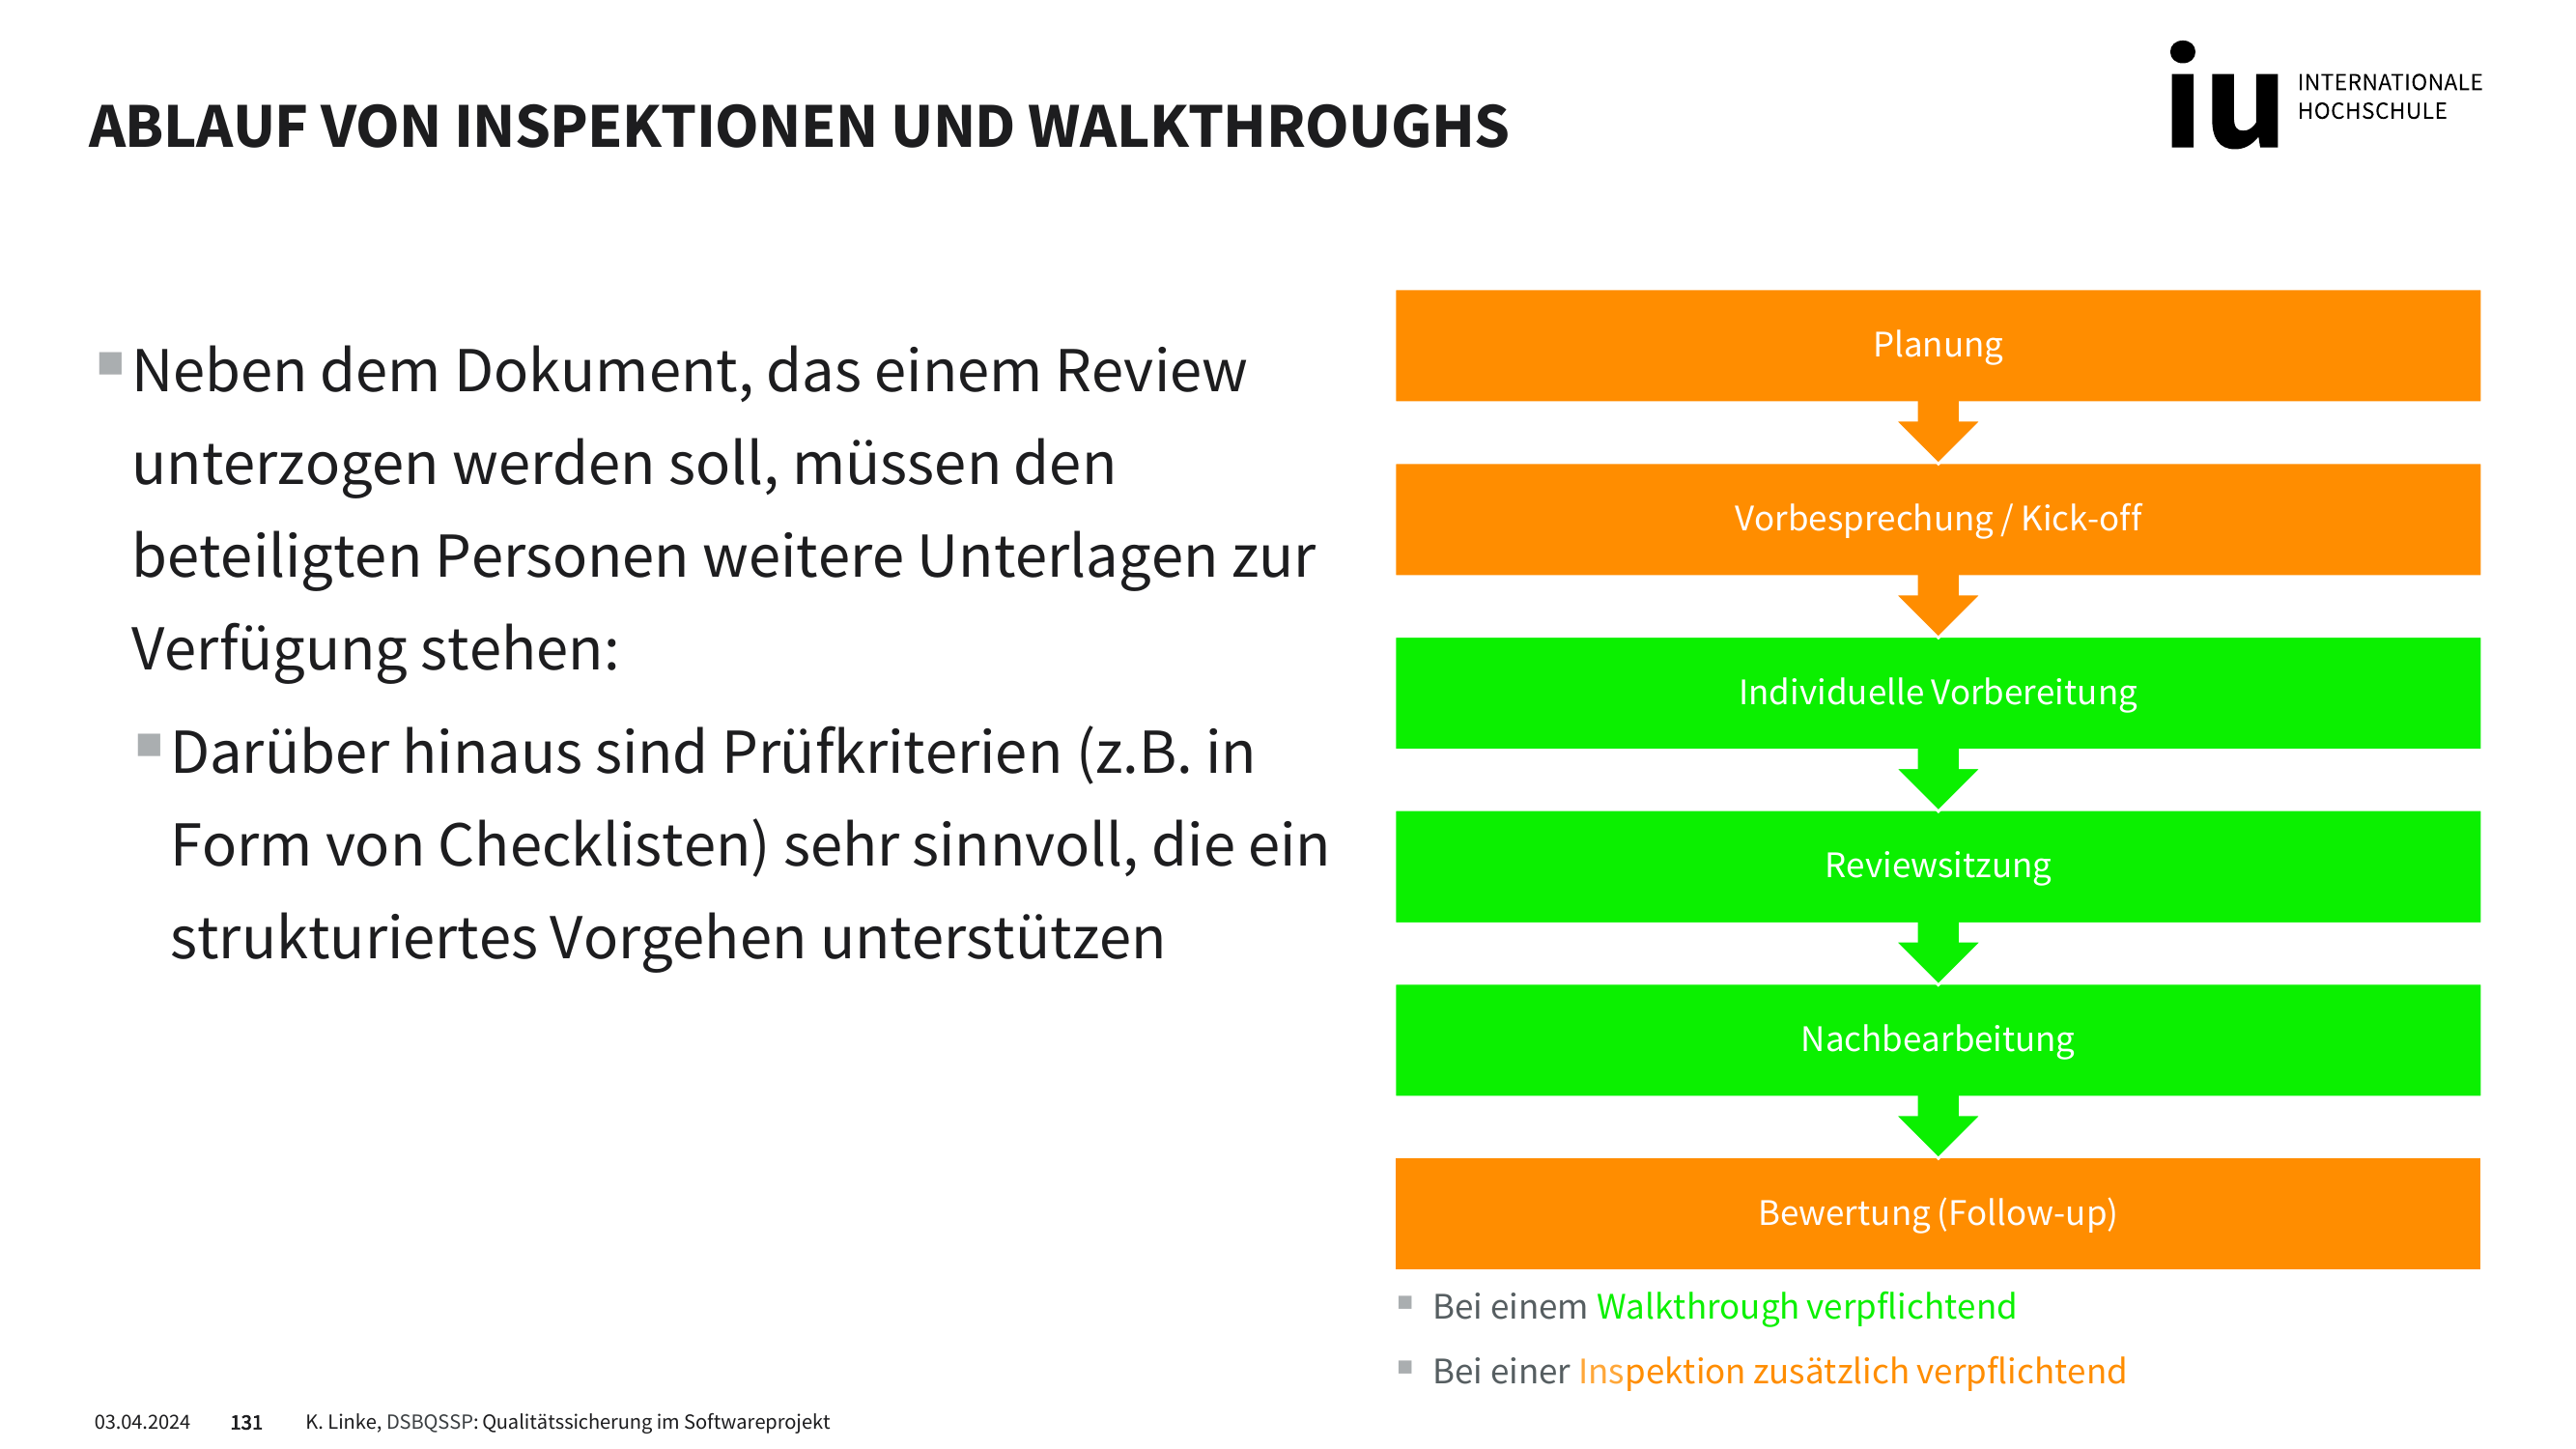 ABLAUF VON INSPEKTIONEN UND WALKTHROUGHS
iu INTERNATIONALE
HOCHSCHULE
Neben dem Dokument, das einem Review
unterzogen werden soll, müssen den
beteiligten Personen weitere Unterlagen zur
Verfügung stehen:
Darüber hinaus sind Prüfkriterien (z.B. in
Form von Checklisten) sehr sinnvoll, die ein
strukturiertes Vorgehen unterstützen
Planung
Vorbesprechung / Kick-off
Individuelle Vorbereitung
Reviewsitzung
Nachbearbeitung
Bewertung (Follow-up)
Bei einem Walkthrough verpflichtend
Bei einer Inspektion zusätzlich verpflichtend
03.04.2024 131 K. Linke, DSBQSSP: Qualitätssicherung im Softwareprojekt